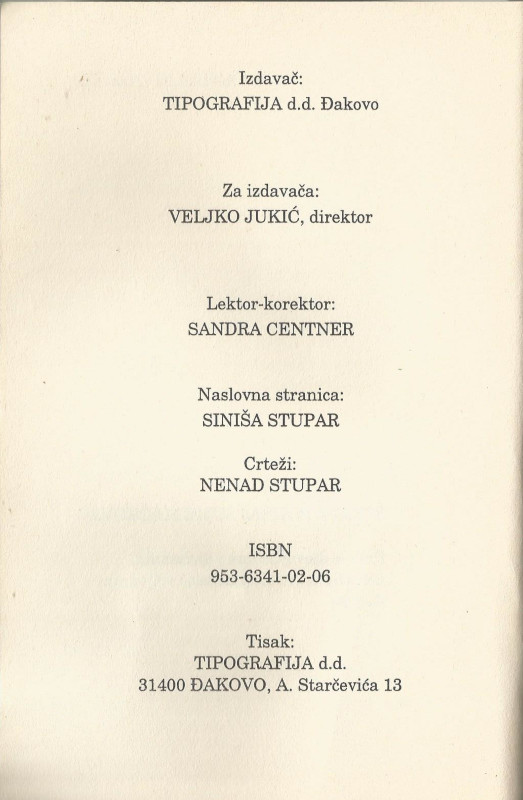 Izdavač:
TIPOGRAFIJA d.d. Đakovo
Za izdavača:
VELJKO JUKIĆ, direktor
Lektor-korektor:
SANDRA CENTNER
Naslovna stranica:
SINIŠA STUPAR
Crteži:
NENAD STUPAR
ISBN
953-6341-02-06
Tisak:
TIPOGRAFIJA d.d.
31400 ĐAKOVO, A. Starčevića 13